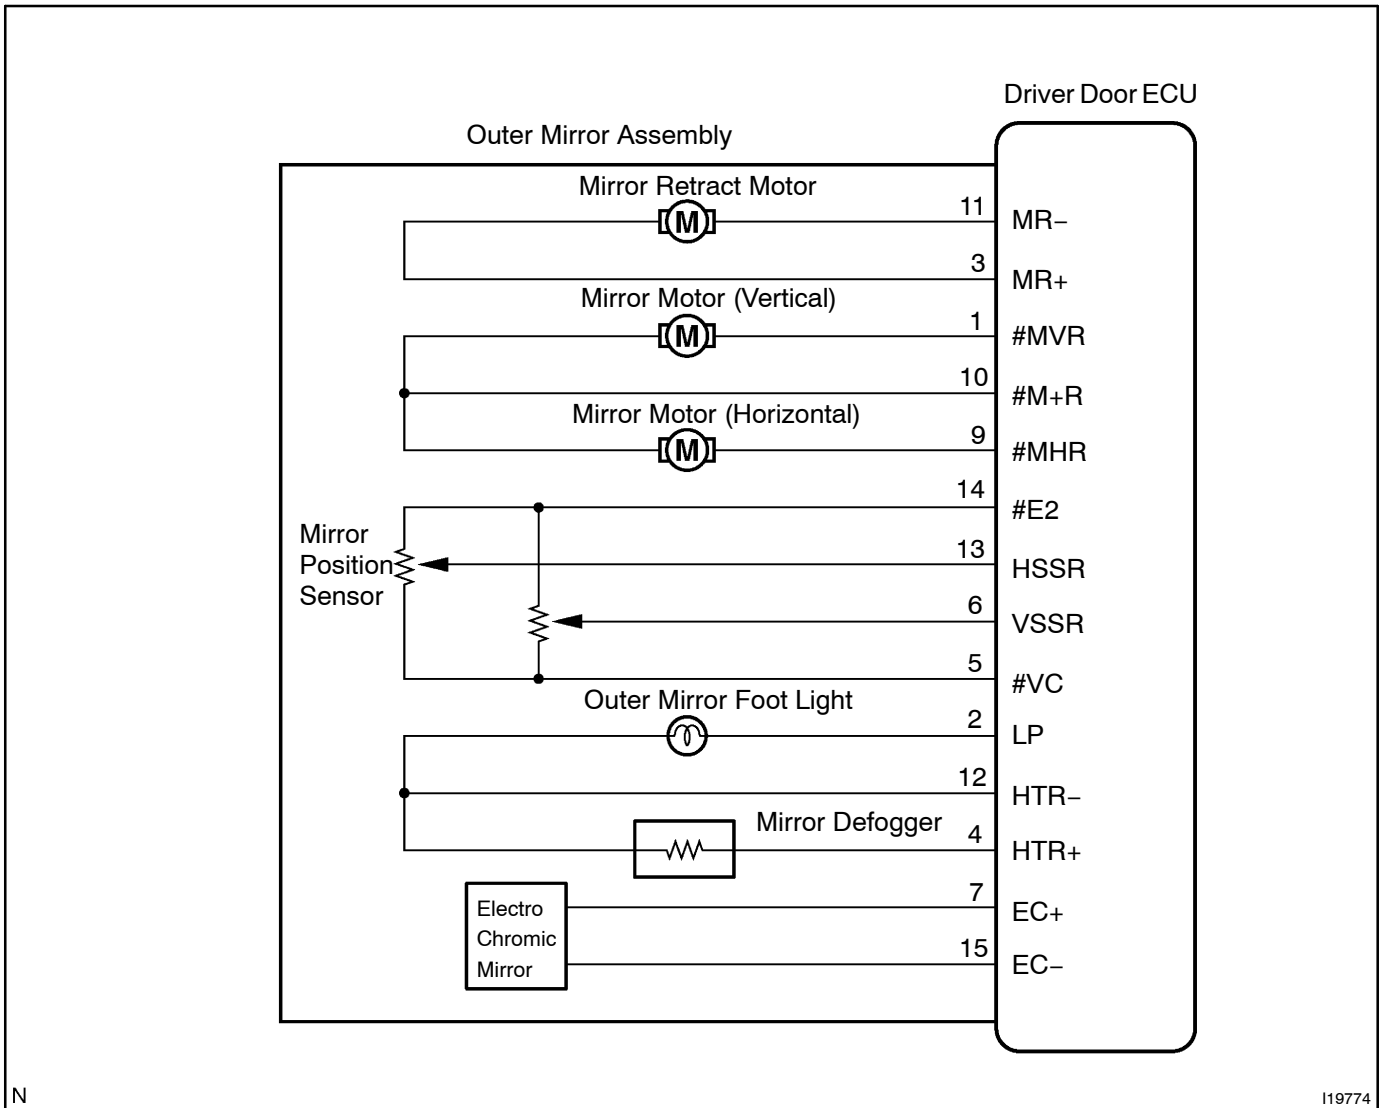 Driver Door ECU
Outer Mirror Assembly
Mirror Retract Motor
M
11
MR−
3
MR+
Mirror Motor (Vertical)
M
1
#MVR
10
#M+R
Mirror Motor (Horizontal)
M
9
#MHR
14
#E2
Mirror
Position
Sensor
13
HSSR
6
VSSR
5
#VC
Outer Mirror Foot Light
2
LP
12
HTR−
Mirror Defogger
4
HTR+
7
EC+
Electro
Chromic
Mirror
15
EC−
N
I19774